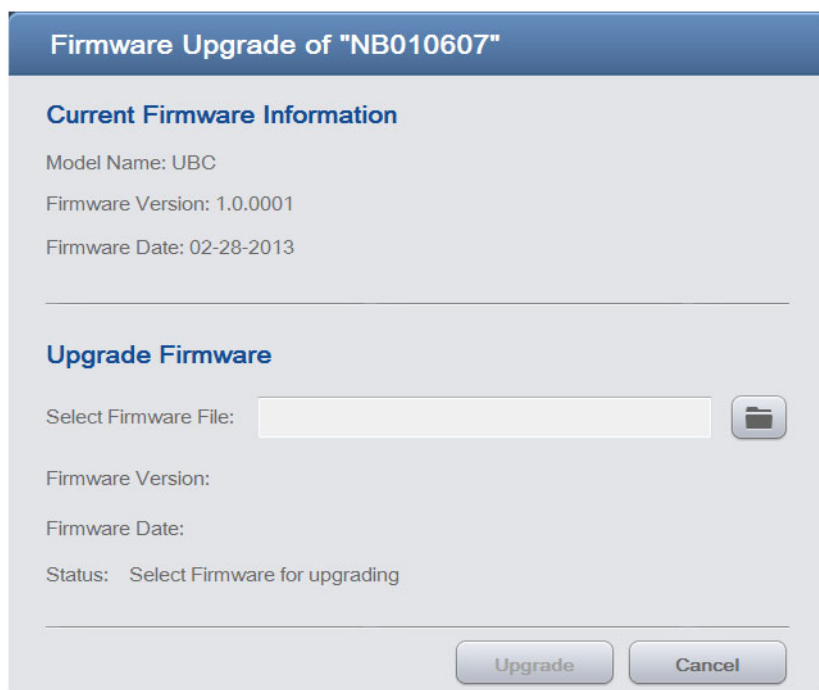 Firmware Upgrade of "NB010607"
Current Firmware Information
Model Name: UBC
Firmware Version: 1.0.0001
Firmware Date: 02-28-2013
Upgrade Firmware
Select Firmware File:
Firmware Version:
Firmware Date:
Status: Select Firmware for upgrading
Upgrade Cancel